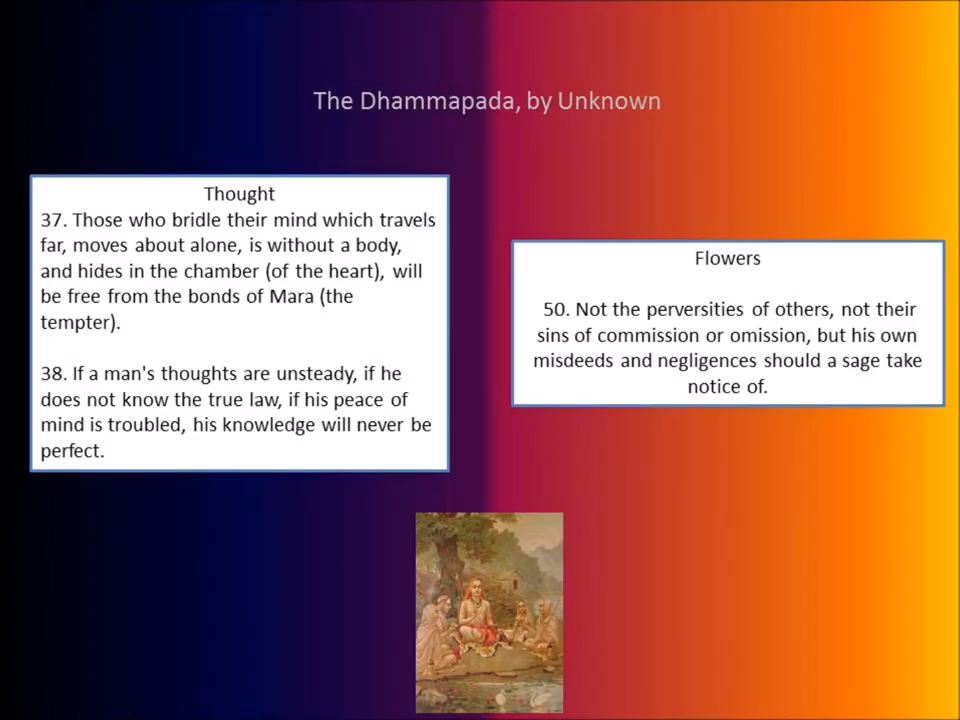 The Dhammapada, by Unknown
Thought
37. Those who bridle their mind which travels
far, moves about alone, is without a body,
and hides in the chamber (of the heart), will
be free from the bonds of Mara (the
tempter).
38. If a man's thoughts are unsteady, if he
does not know the true law, if his peace of
mind is troubled, his knowledge will never be
perfect.
Flowers
50. Not the perversities of others, not their
sins of commission or omission, but his own
misdeeds and negligences should a sage take
notice of.